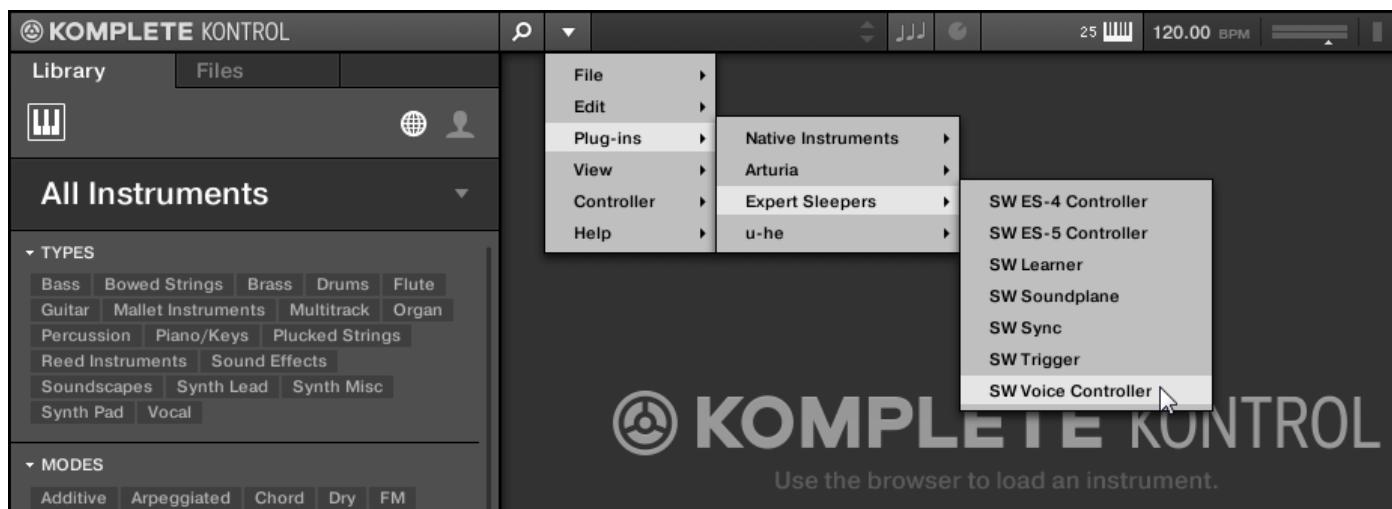 KOMPLETE KONTROL
25
120.00 BPM
Library
Files
All Instruments
TYPES
Bass Bowed Strings Brass Drums Flute
Guitar Mallet Instruments Multitrack Organ
Percussion Piano/Keys Plucked Strings
Reed Instruments Sound Effects
Soundscapes Synth Lead Synth Misc
Synth Pad Vocal
MODES
Additive Arpeggiated Chord Dry FM
File
Edit
Plug-ins
View
Controller
Help
Native Instruments
Arturia
Expert Sleepers
u-he
SW ES-4 Controller
SW ES-5 Controller
SW Learner
SW Soundplane
SW Sync
SW Trigger
SW Voice Controller
KOMPLETE KONTROL
Use the browser to load an instrument.